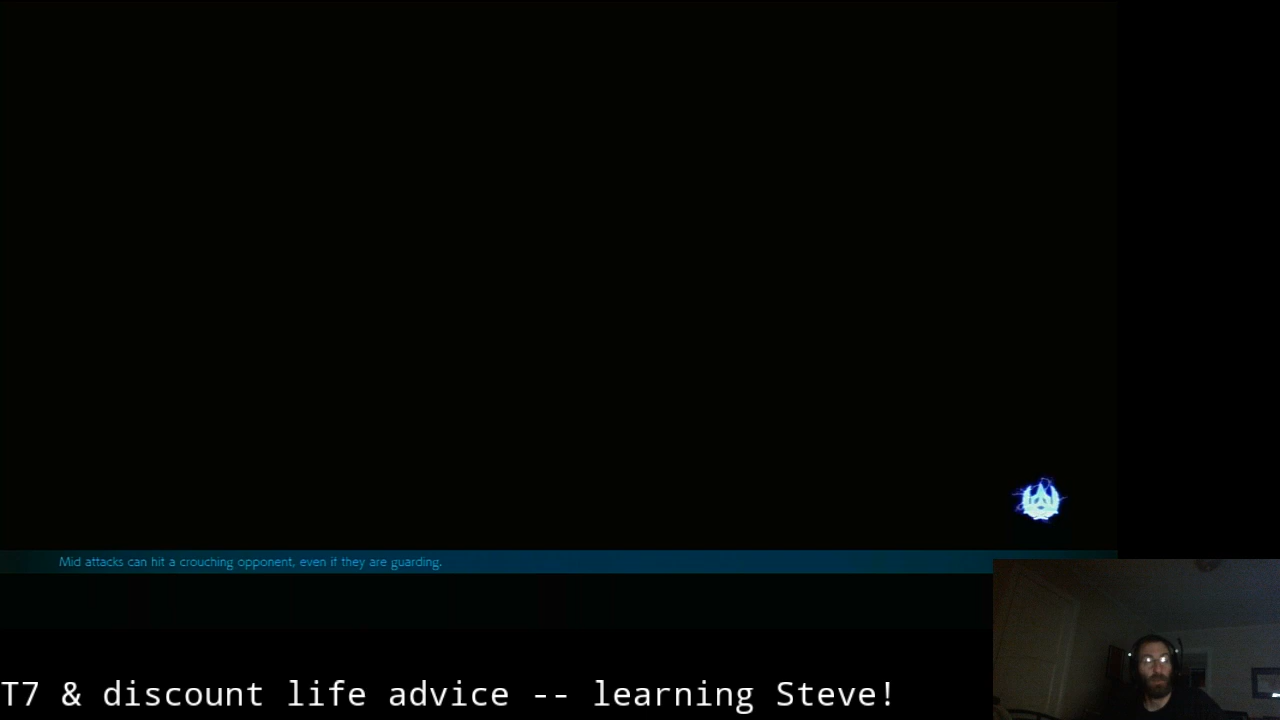 Mid attacks can hit a crouching opponent, even if they are guarding.
T7 & discount life advice -- learning Steve!